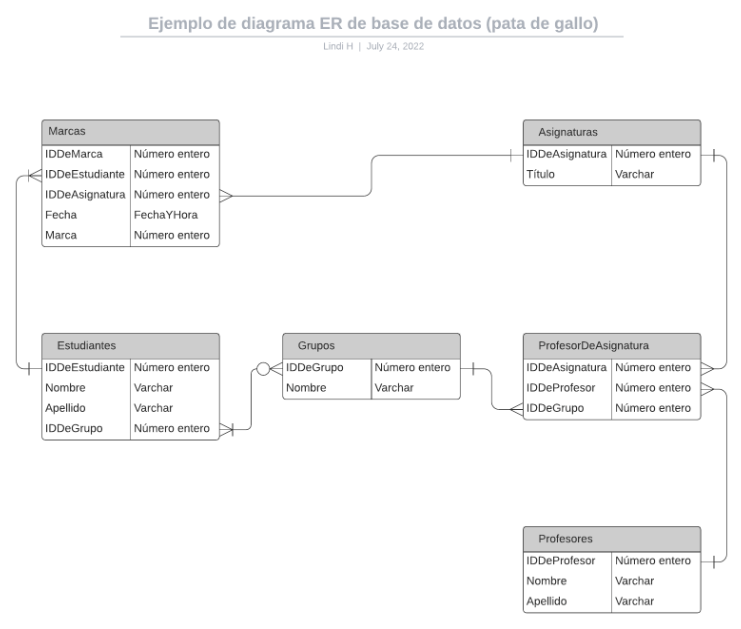 Ejemplo de diagrama ER de base de datos (pata de gallo)
Lindi H | July 24, 2022
Marcas
IDDeMarca Número entero
IDDeEstudiante Número entero
IDDeAsignatura Número entero
Fecha FechaYHora
Marca Número entero
Asignaturas
IDDeAsignatura Número entero
Título Varchar
Estudiantes
IDDeEstudiante Número entero
Nombre Varchar
Apellido Varchar
IDDeGrupo Número entero
Grupos
IDDeGrupo Número entero
Nombre Varchar
ProfesorDeAsignatura
IDDeAsignatura Número entero
IDDeProfesor Número entero
IDDeGrupo Número entero
Profesores
IDDeProfesor Número entero
Nombre Varchar
Apellido Varchar